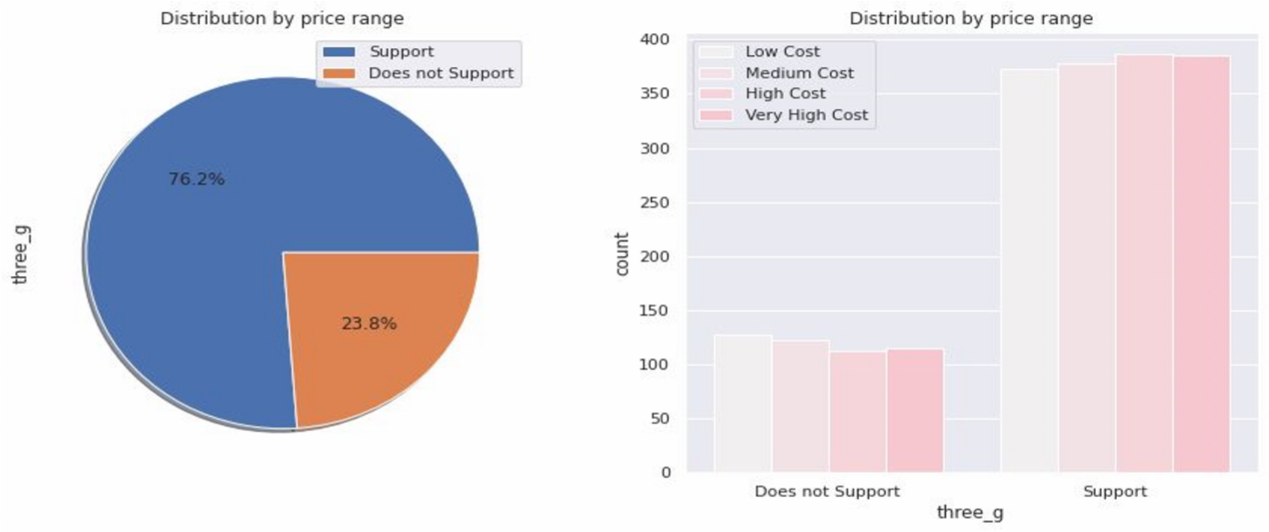 Distribution by price range
Support
Does not Support
76.2%
23.8%
three_g
Distribution by price range
Low Cost
Medium Cost
High Cost
Very High Cost
400
350
300
250
200
150
100
50
0
count
Does not Support
Support
three_g